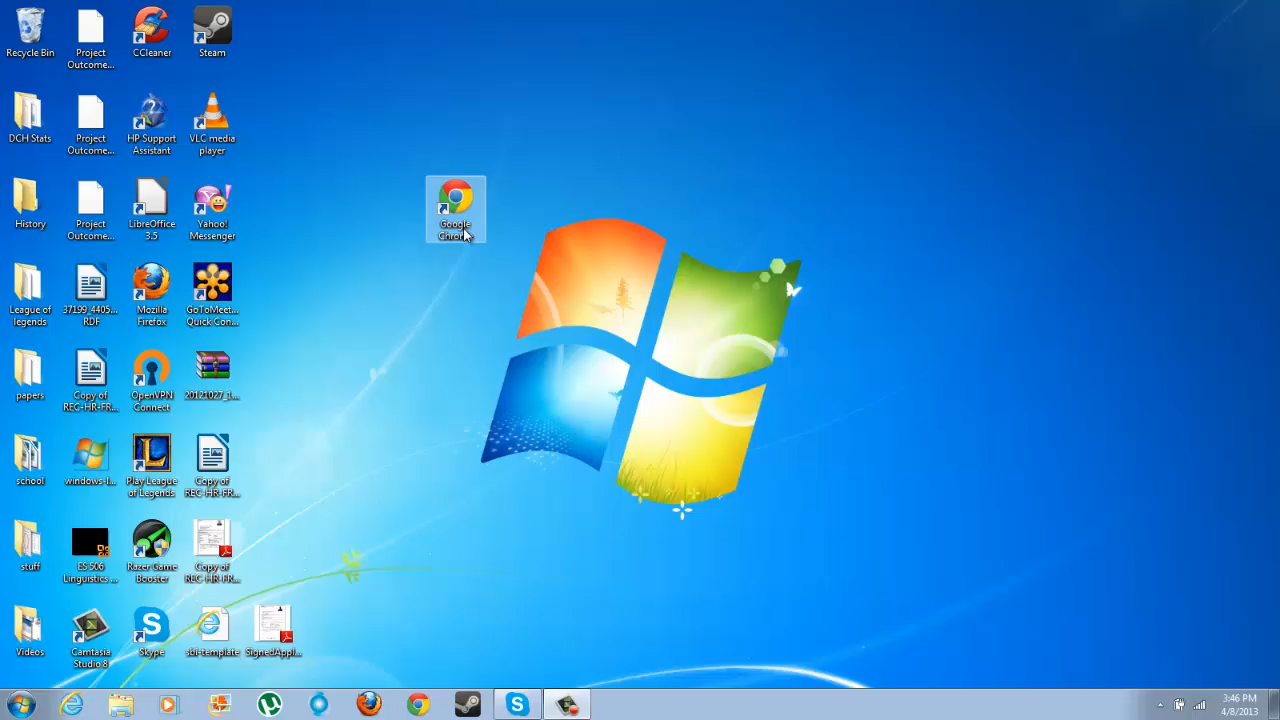 Recycle Bin
Project
Outcome...
CCleaner
Steam
DCH Stats
Project
Outcome...
HP Support
Assistant
VLC media
player
History
Project
Outcome...
LibreOffice
3.5
Yahoo!
Messenger
Google
Chrome
League of
legends
37199_4405...
RDF
Mozilla
Firefox
GoToMeet...
Quick Con...
papers
Copy of
REC-HR-FR...
OpenVPN
Connect
20121027_1...
school
windows-l...
Play League
of Legends
Copy of
REC-HR-FR...
stuff
ES 506
Linguistics...
Razer Game
Booster
Copy of
REC-HR-FR...
Videos
Camtasia
Studio 8
Skype
sbi-template
SignedAppl...
3:46 PM
4/8/2013